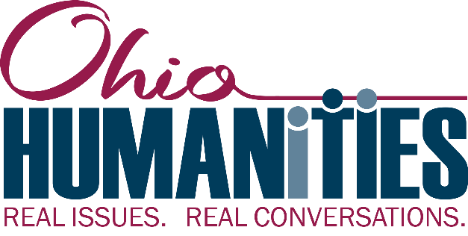 Ohio
HUMANiTiES
REAL ISSUES. REAL CONVERSATIONS.